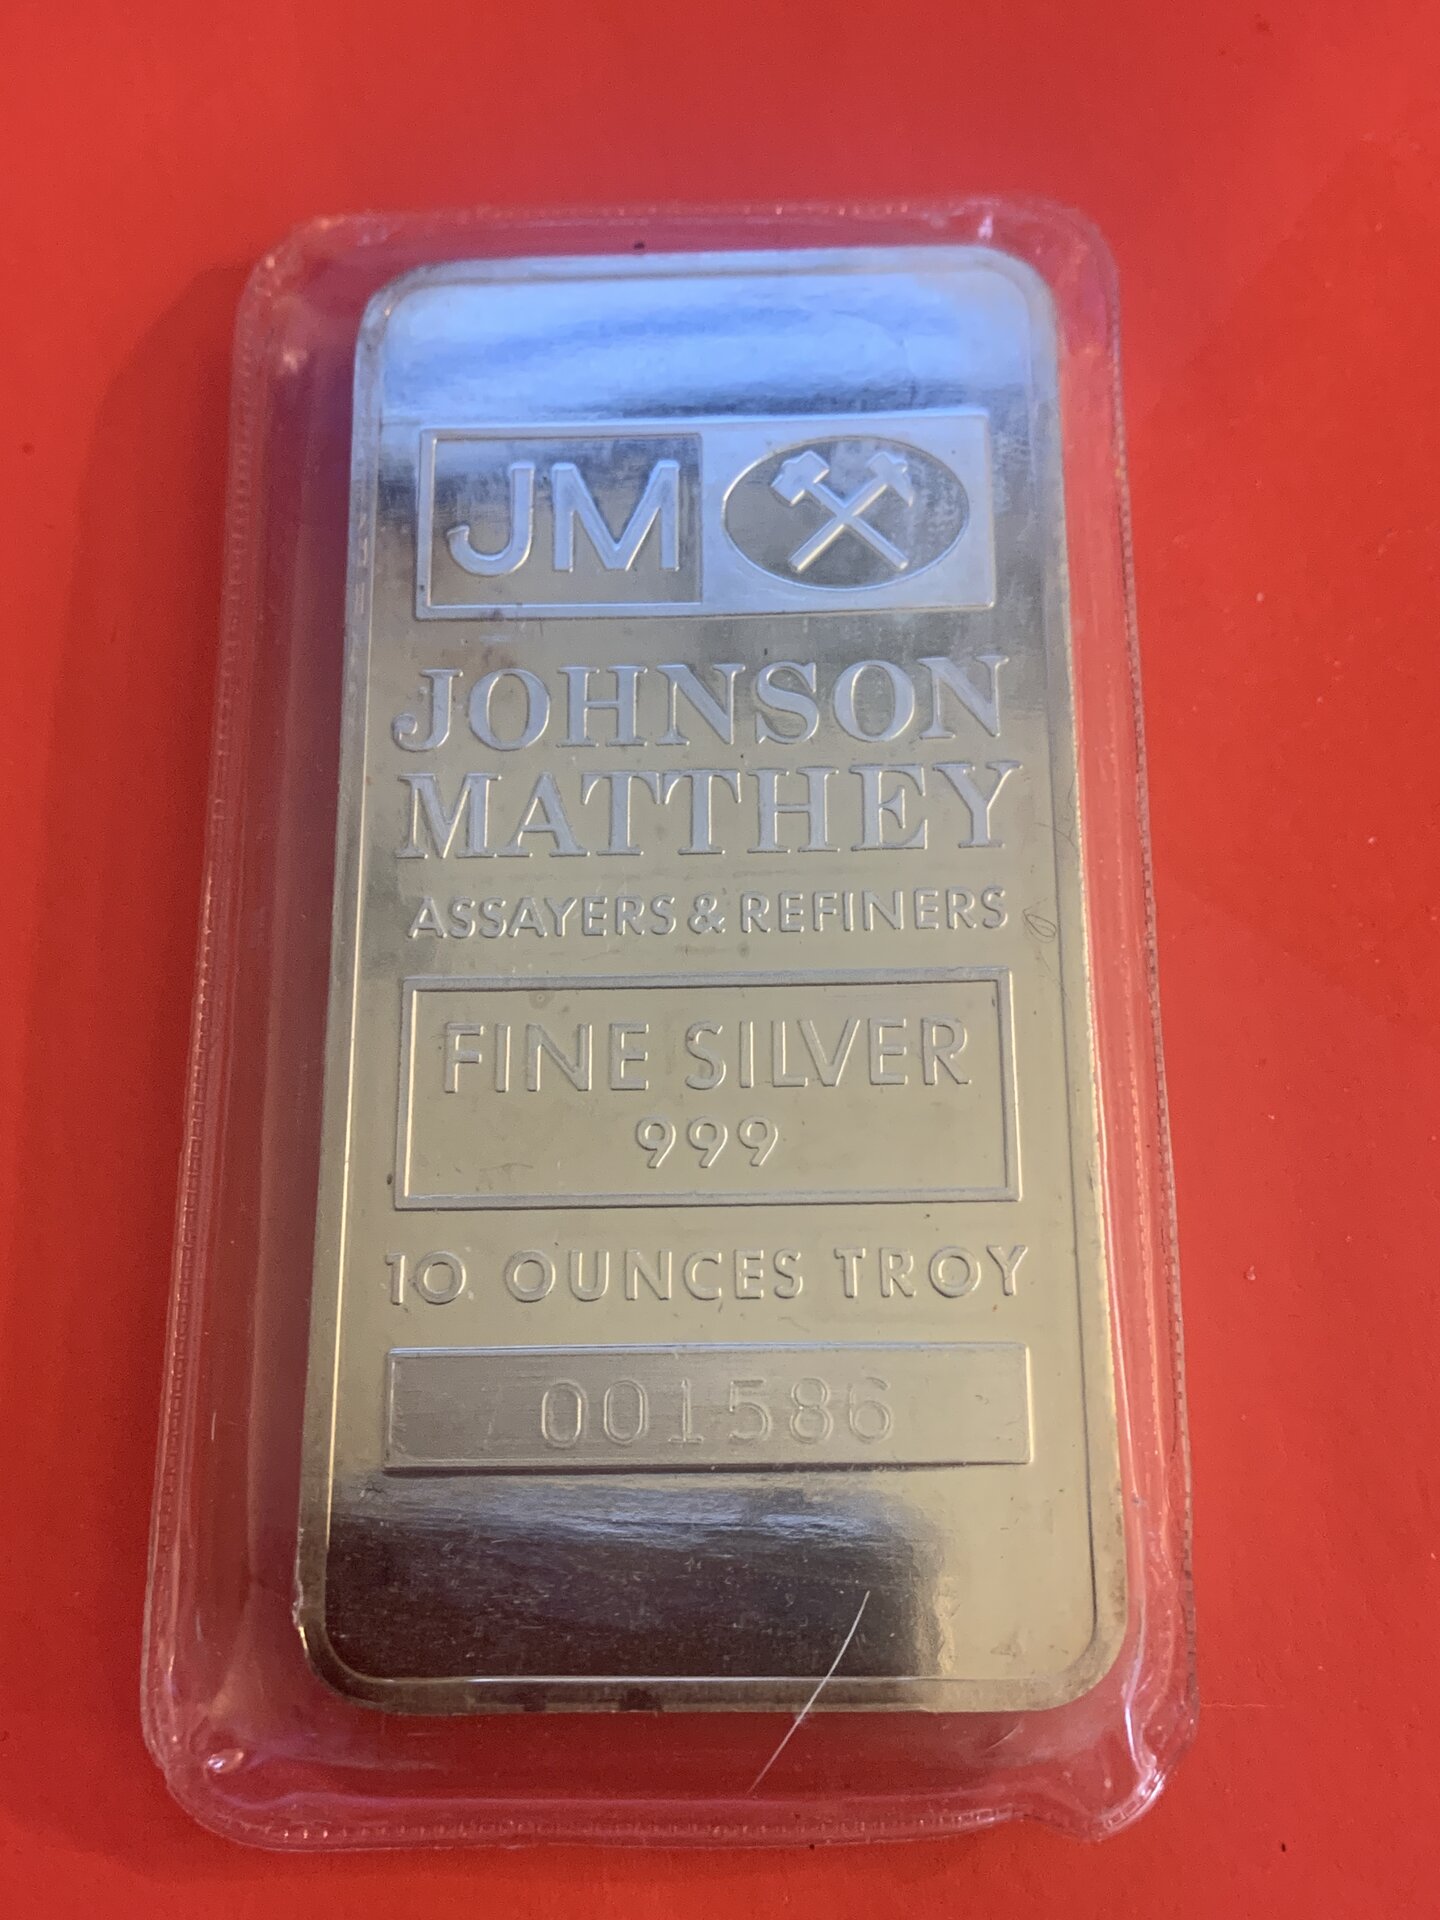 JM
JOHNSON
MATTHEY
ASSAYERS & REFINERS
FINE SILVER
999
10 OUNCES TROY
001586